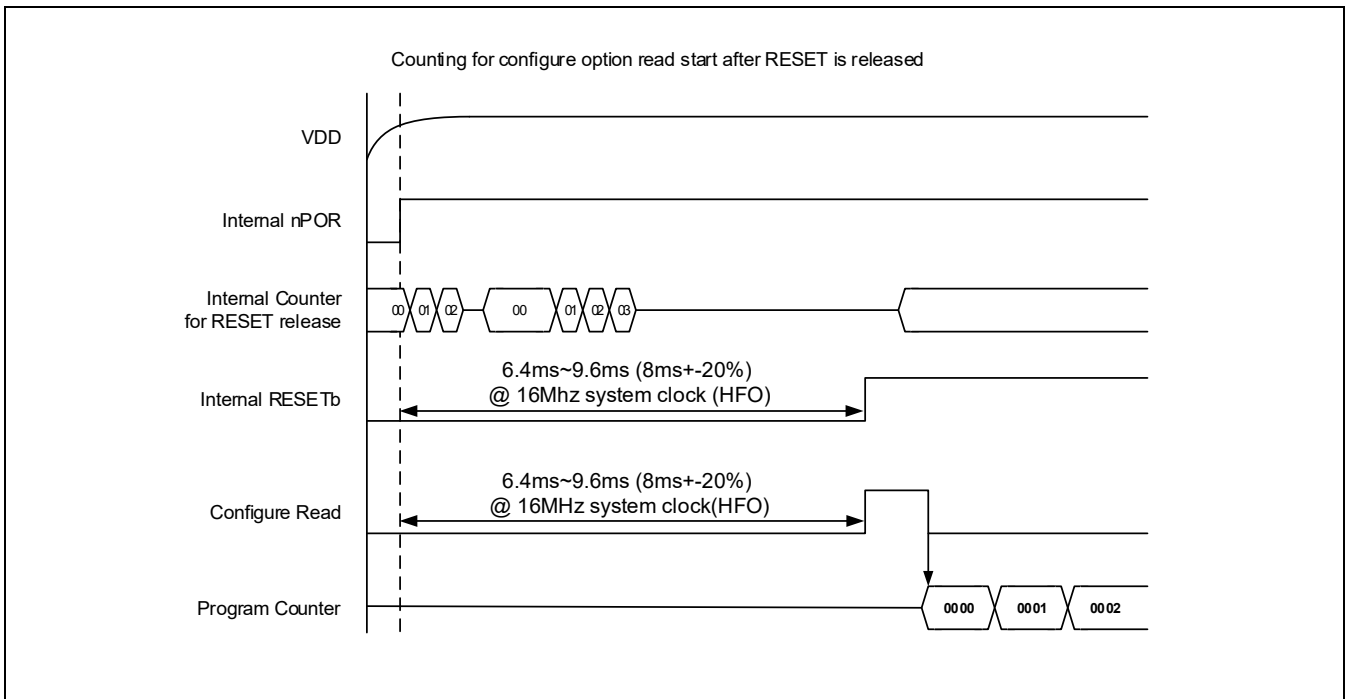 Counting for configure option read start after RESET is released
VDD
Internal nPOR
Internal Counter
for RESET release
00 01 02 00 01 02 03
6.4ms~9.6ms (8ms+-20%)
@ 16Mhz system clock (HFO)
Internal RESETb
6.4ms~9.6ms (8ms+-20%)
@ 16MHz system clock(HFO)
Configure Read
Program Counter
0000 0001 0002